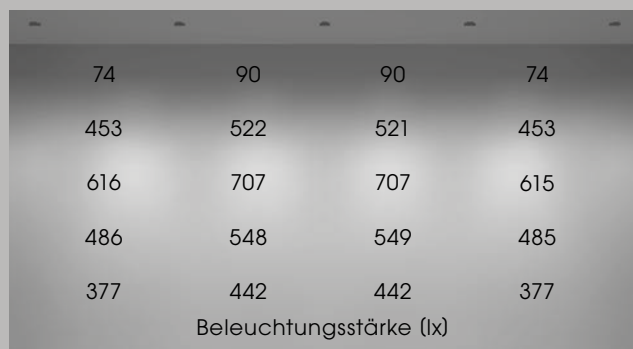 74 90 90 74
453 522 521 453
616 707 707 615
486 548 549 485
377 442 442 377
Beleuchtungsstärke (lx)